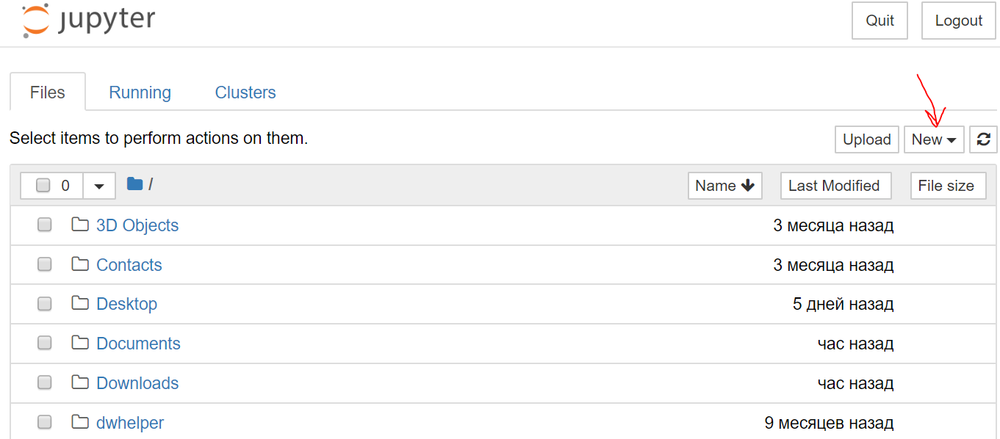 jupyter Quit Logout
Files Running Clusters
Select items to perform actions on them. Upload New
0 / Name Last Modified File size
3D Objects 3 месяца назад
Contacts 3 месяца назад
Desktop 5 дней назад
Documents час назад
Downloads час назад
dwhelper 9 месяцев назад